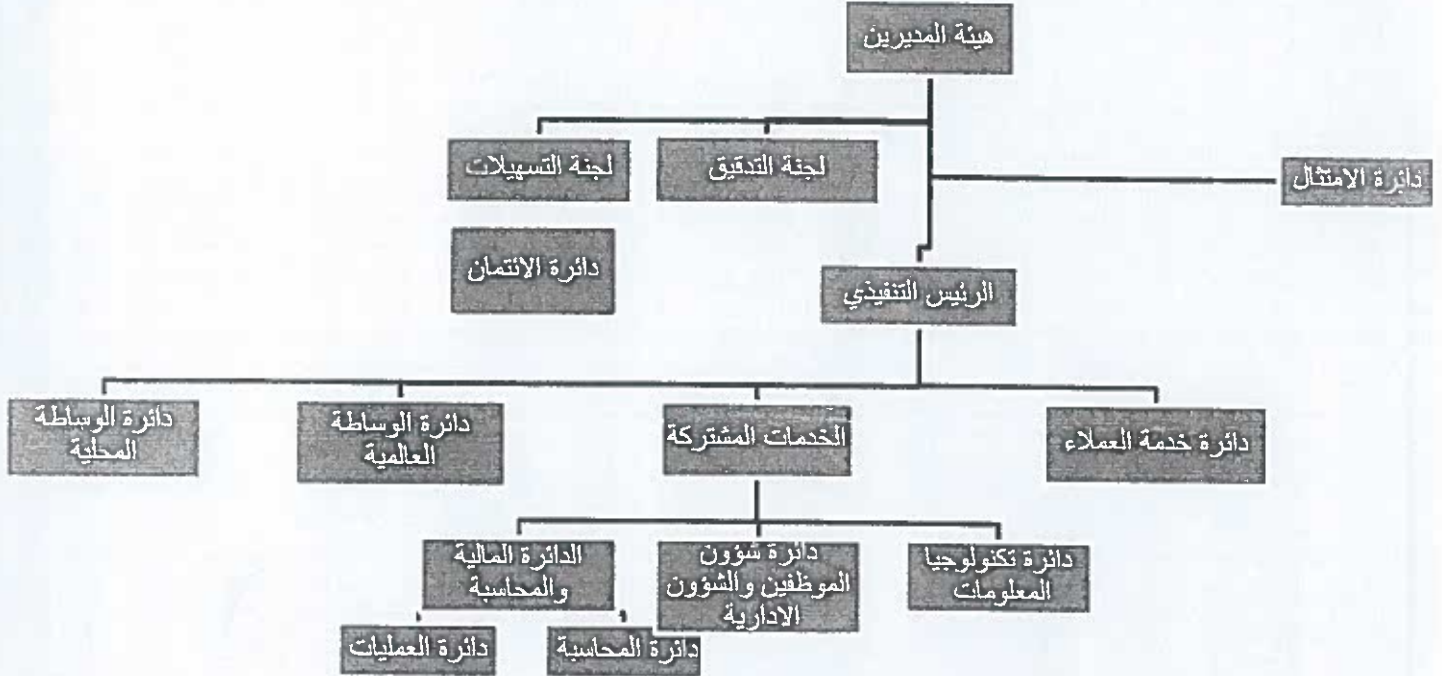 هيئة المديرين
لجنة التدقيق
لجنة التسهيلات
دائرة الامتثال
دائرة الائتمان
الرئيس التنفيذي
دائرة خدمة العملاء
الخدمات المشتركة
دائرة الوساطة
العالمية
دائرة الوساطة
المحلية
دائرة تكنولوجيا
المعلومات
دائرة شؤون
الموظفين والشؤون
الادارية
الدائرة المالية
والمحاسبة
دائرة المحاسبة
دائرة العمليات